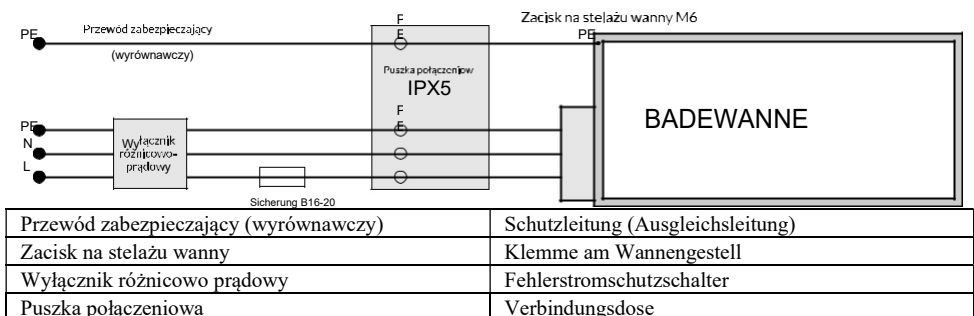 F
Zacisk na stelażu wanny M6
PE
Przewód zabezpieczający
E
PE
(wyrównawczy)
Puszka połączeniow
IPX5
F
BADEWANNE
PE
E
N
Wyłącznik
różnicowo-
L
prądowy
Sicherung B16-20
Przewód zabezpieczający (wyrównawczy) Schutzleitung (Ausgleichsleitung)
Zacisk na stelażu wanny Klemme am Wannengestell
Wyłącznik różnicowo prądowy Fehlerstromschutzschalter
Puszka połączeniowa Verbindungsdose